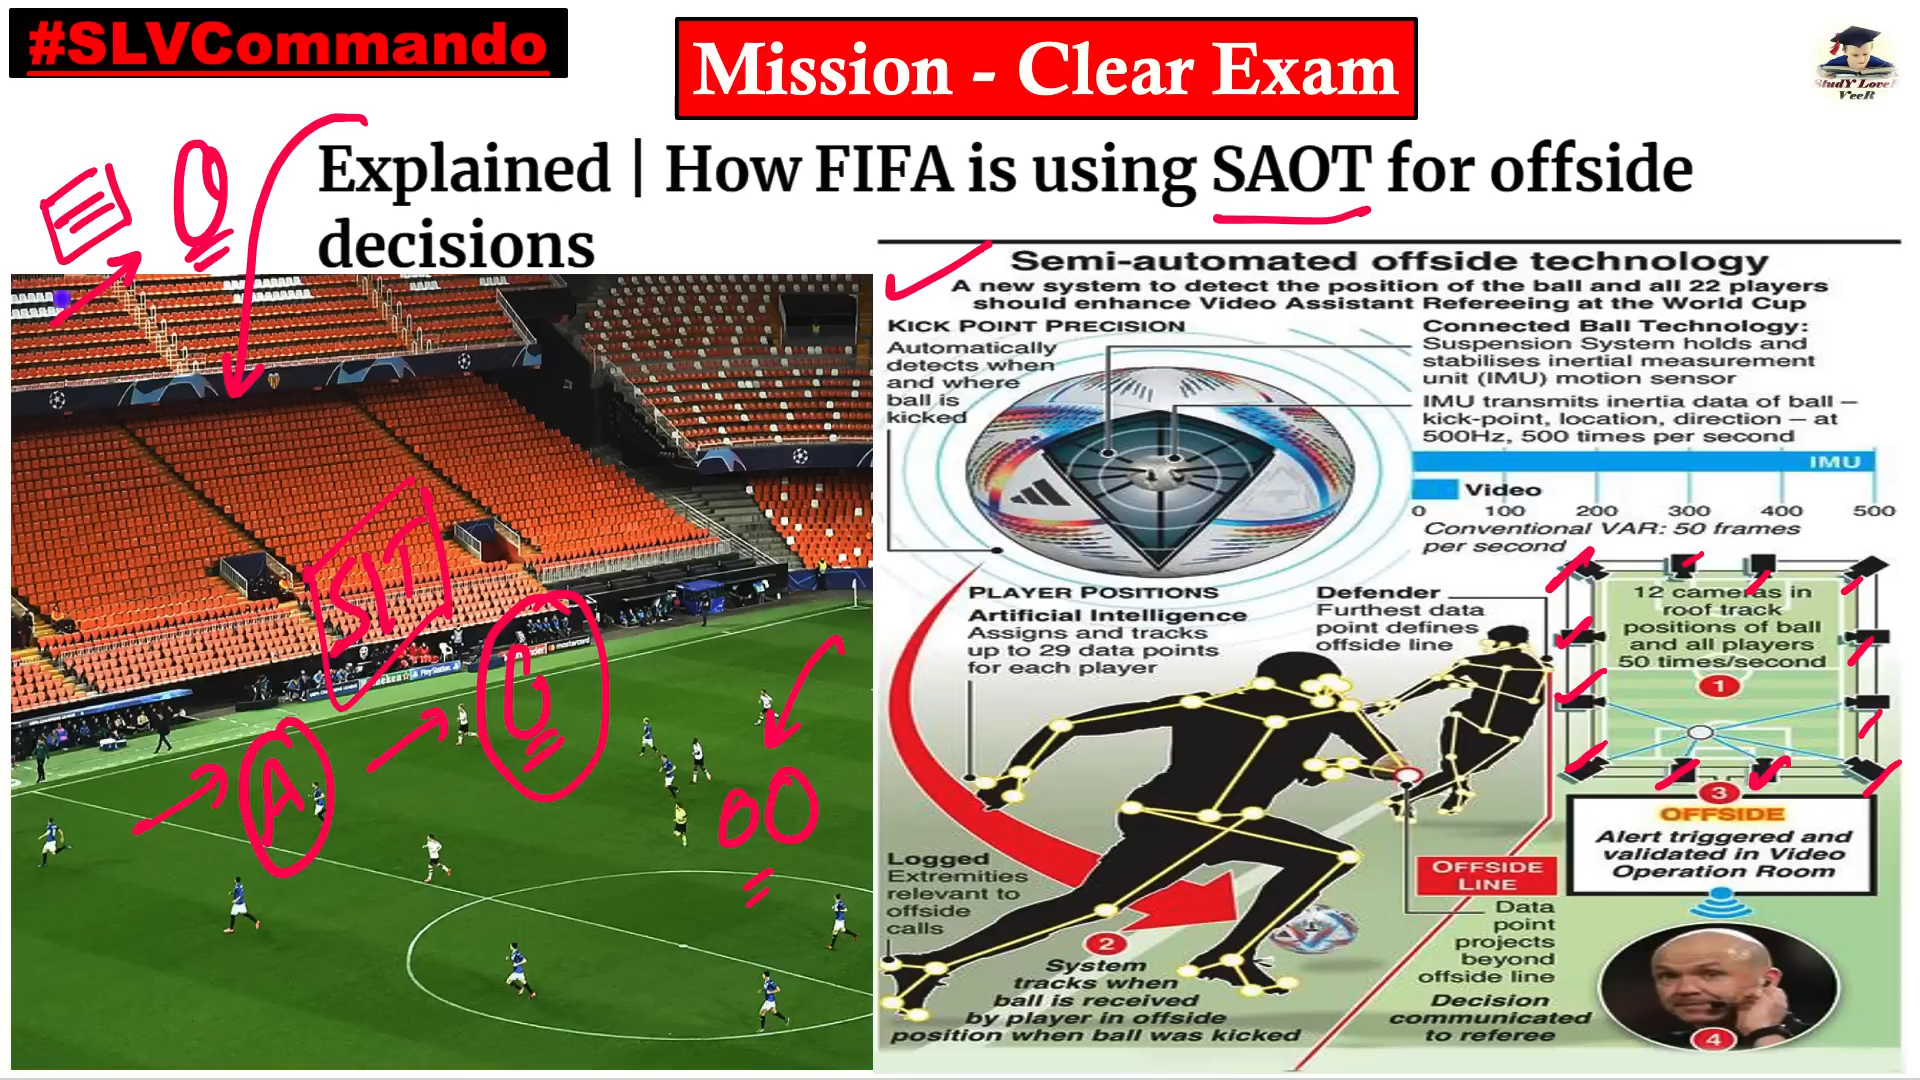 #SLVCommando
Mission - Clear Exam
StudY LoveR
VeeR
Explained | How FIFA is using SAOT for offside
decisions
Semi-automated offside technology
A new system to detect the position of the ball and all 22 players
should enhance Video Assistant Refereeing at the World Cup
KICK POINT PRECISION
Automatically
detects when
and where
ball is
kicked
Connected Ball Technology:
Suspension System holds and
stabilises inertial measurement
unit (IMU) motion sensor
IMU transmits inertia data of ball –
kick-point, location, direction – at
500Hz, 500 times per second
IMU
Video
0 100 200 300 400 500
Conventional VAR: 50 frames
per second
PLAYER POSITIONS
Artificial Intelligence
Assigns and tracks
up to 29 data points
for each player
Defender
Furthest data
point defines
offside line
12 cameras in
roof track
positions of ball
and all players
50 times/second
1
3
OFFSIDE
Alert triggered and
validated in Video
Operation Room
OFFSIDE
LINE
Data
point
projects
beyond
offside line
Logged
Extremities
relevant to
offside
calls
2
System
tracks when
ball is received
by player in offside
position when ball was kicked
Decision
communicated
to referee
4
PlayStation
mastercard
A